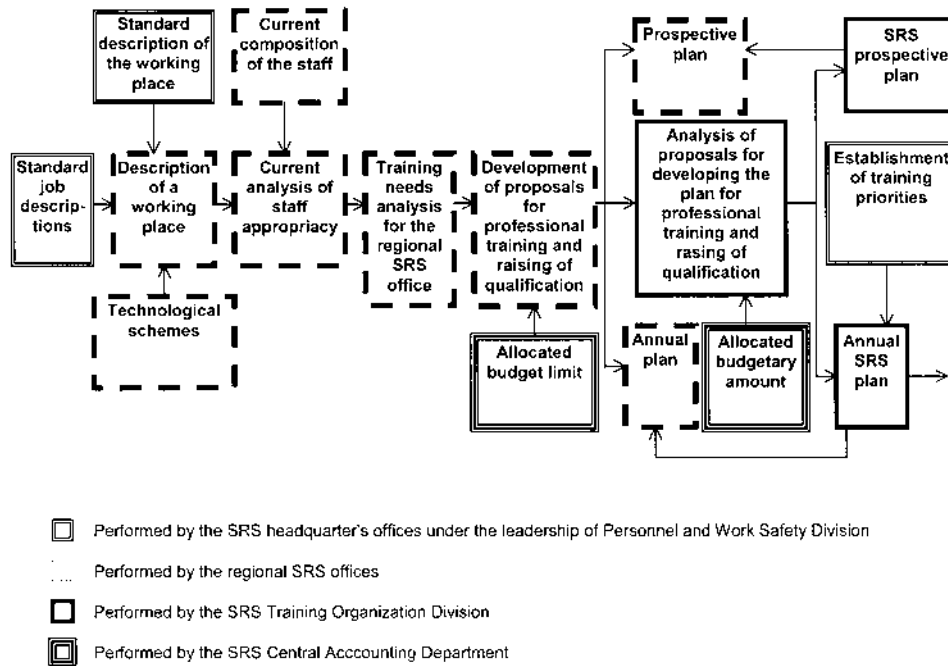 Standard
description of
the working
place
Current
composition
of the staff
Prospective
plan
SRS
prospective
plan
Standard
job
descrip-
tions
Description
of a
working
place
Current
analysis of
staff
appropriacy
Training
needs
analysis
for the
regional
SRS
office
Development
of proposals
for
professional
training and
raising of
qualification
Analysis of
proposals for
developing the
plan for
professional
training and
rasing of
qualification
Establishment
of training
priorities
Technological
schemes
Allocated
budget limit
Annual
plan
Allocated
budgetary
amount
Annual
SRS
plan
Performed by the SRS headquarter's offices under the leadership of Personnel and Work Safety Division
Performed by the regional SRS offices
Performed by the SRS Training Organization Division
Performed by the SRS Central Acccounting Department